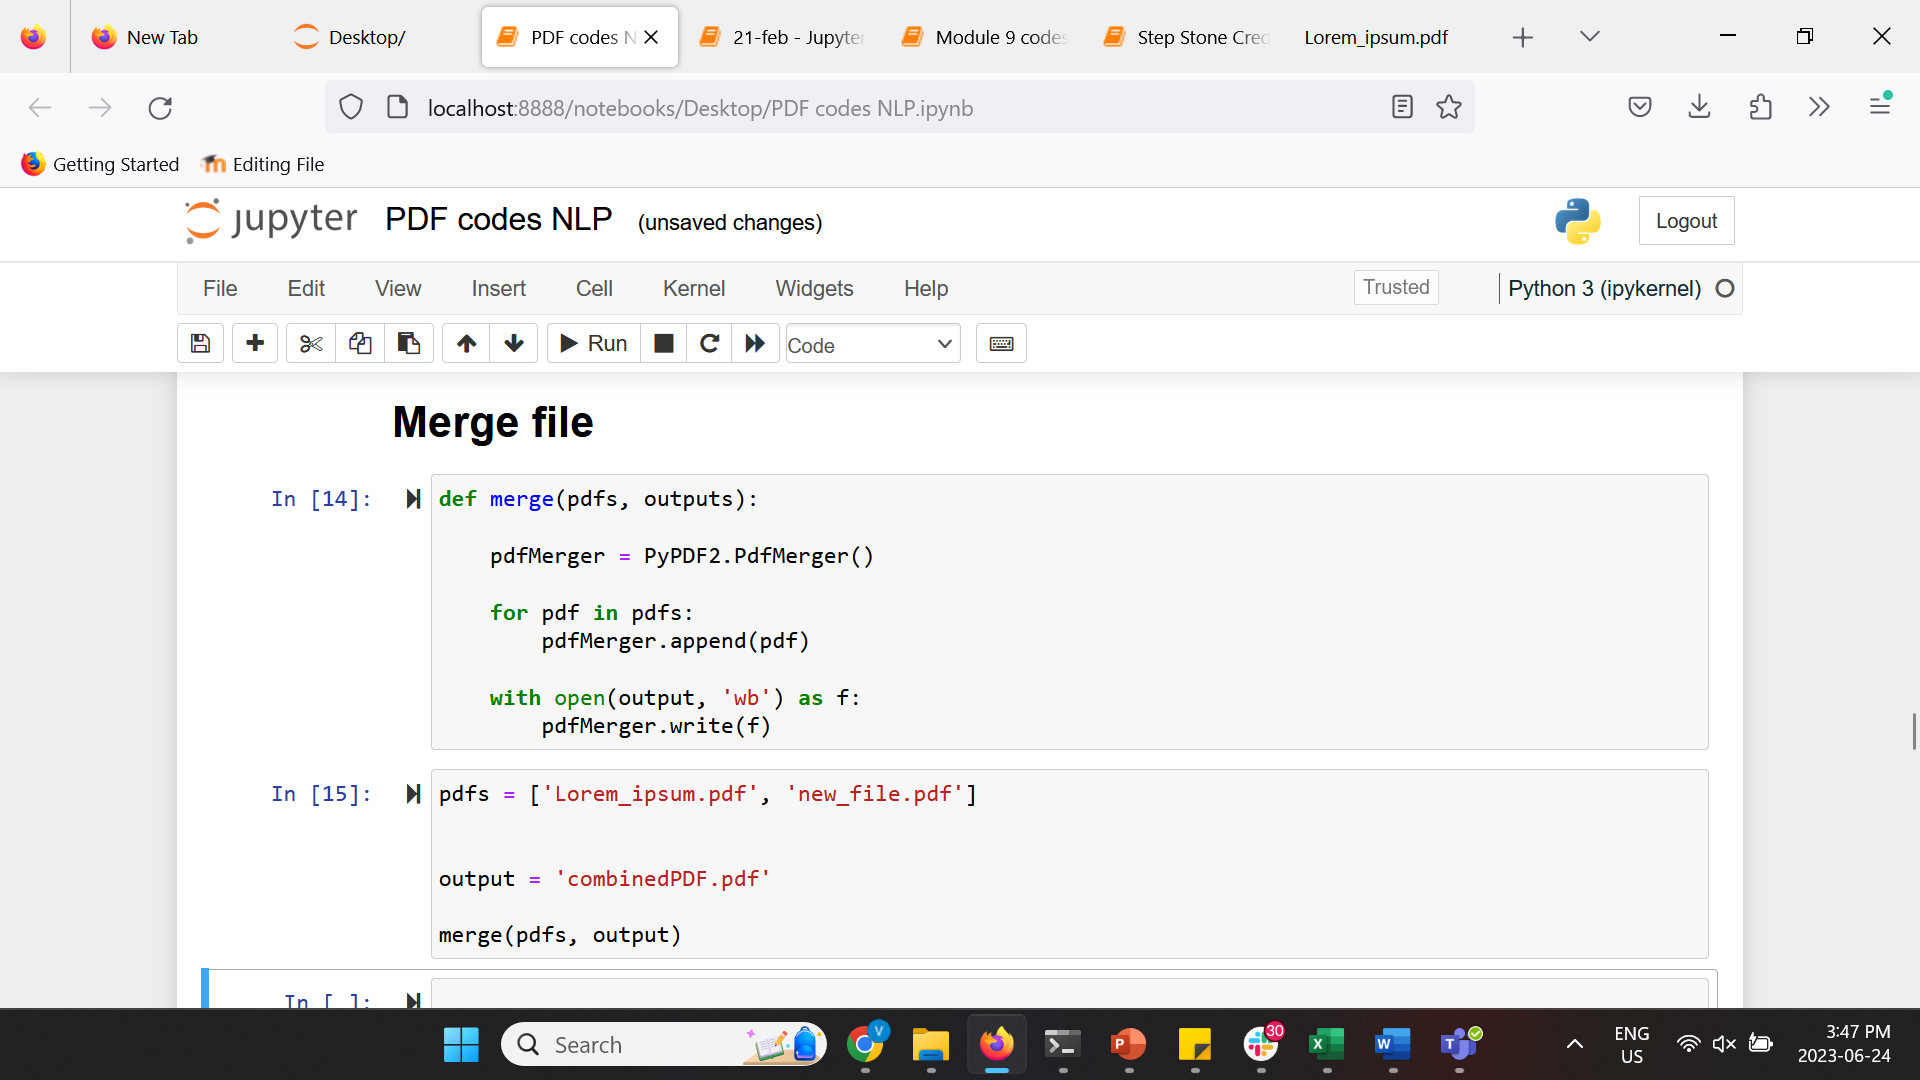 New Tab
Desktop/
PDF codes N
21-feb - Jupyter
Module 9 codes
Step Stone Cred
Lorem_ipsum.pdf
localhost:8888/notebooks/Desktop/PDF codes NLP.ipynb
Getting Started
Editing File
jupyter PDF codes NLP (unsaved changes)
Logout
File Edit View Insert Cell Kernel Widgets Help
Trusted
Python 3 (ipykernel)
Run
Code
Merge file
In [14]:
def merge(pdfs, outputs):
pdfMerger = PyPDF2.PdfMerger()
for pdf in pdfs:
pdfMerger.append(pdf)
with open(output, 'wb') as f:
pdfMerger.write(f)
In [15]:
pdfs = ['Lorem_ipsum.pdf', 'new_file.pdf']
output = 'combinedPDF.pdf'
merge(pdfs, output)
In [ ]:
Search
V
P
30
X
W
T
ENG
US
3:47 PM
2023-06-24